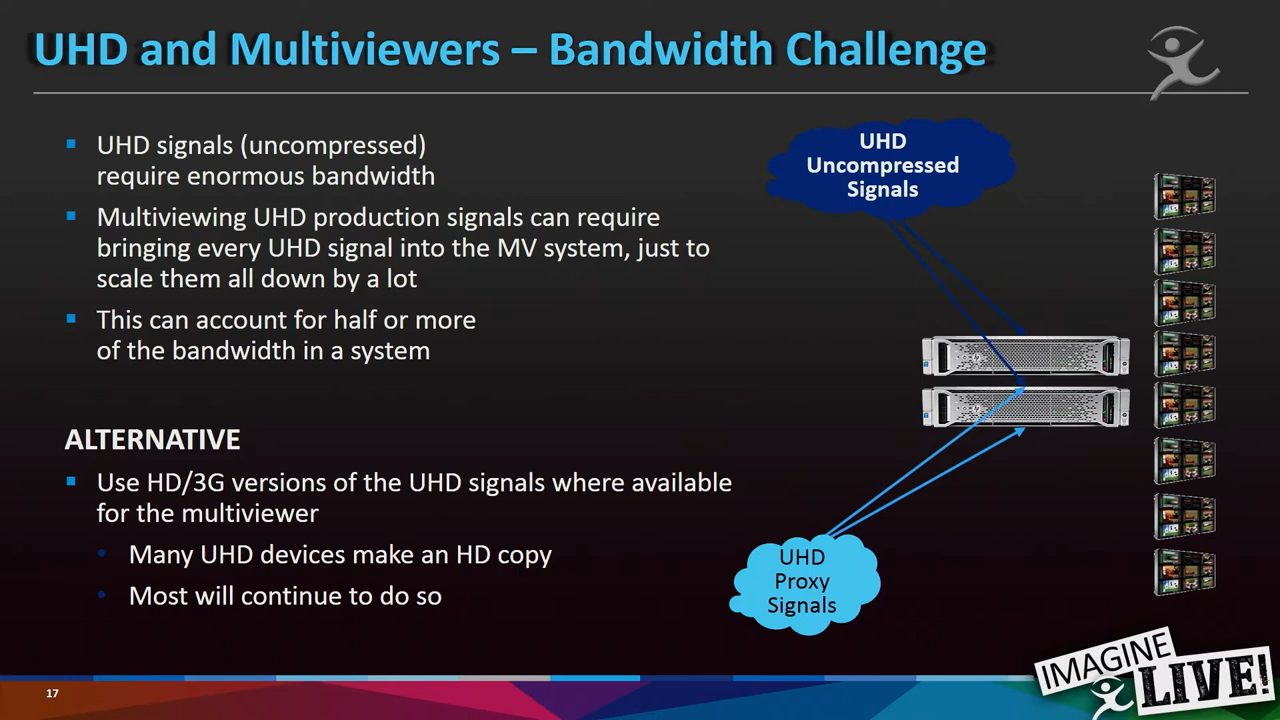 UHD and Multiviewers – Bandwidth Challenge
UHD signals (uncompressed)
require enormous bandwidth
Multiviewing UHD production signals can require
bringing every UHD signal into the MV system, just to
scale them all down by a lot
This can account for half or more
of the bandwidth in a system
ALTERNATIVE
Use HD/3G versions of the UHD signals where available
for the multiviewer
Many UHD devices make an HD copy
Most will continue to do so
UHD
Uncompressed
Signals
UHD
Proxy
Signals
IMAGINE
LIVE!
17